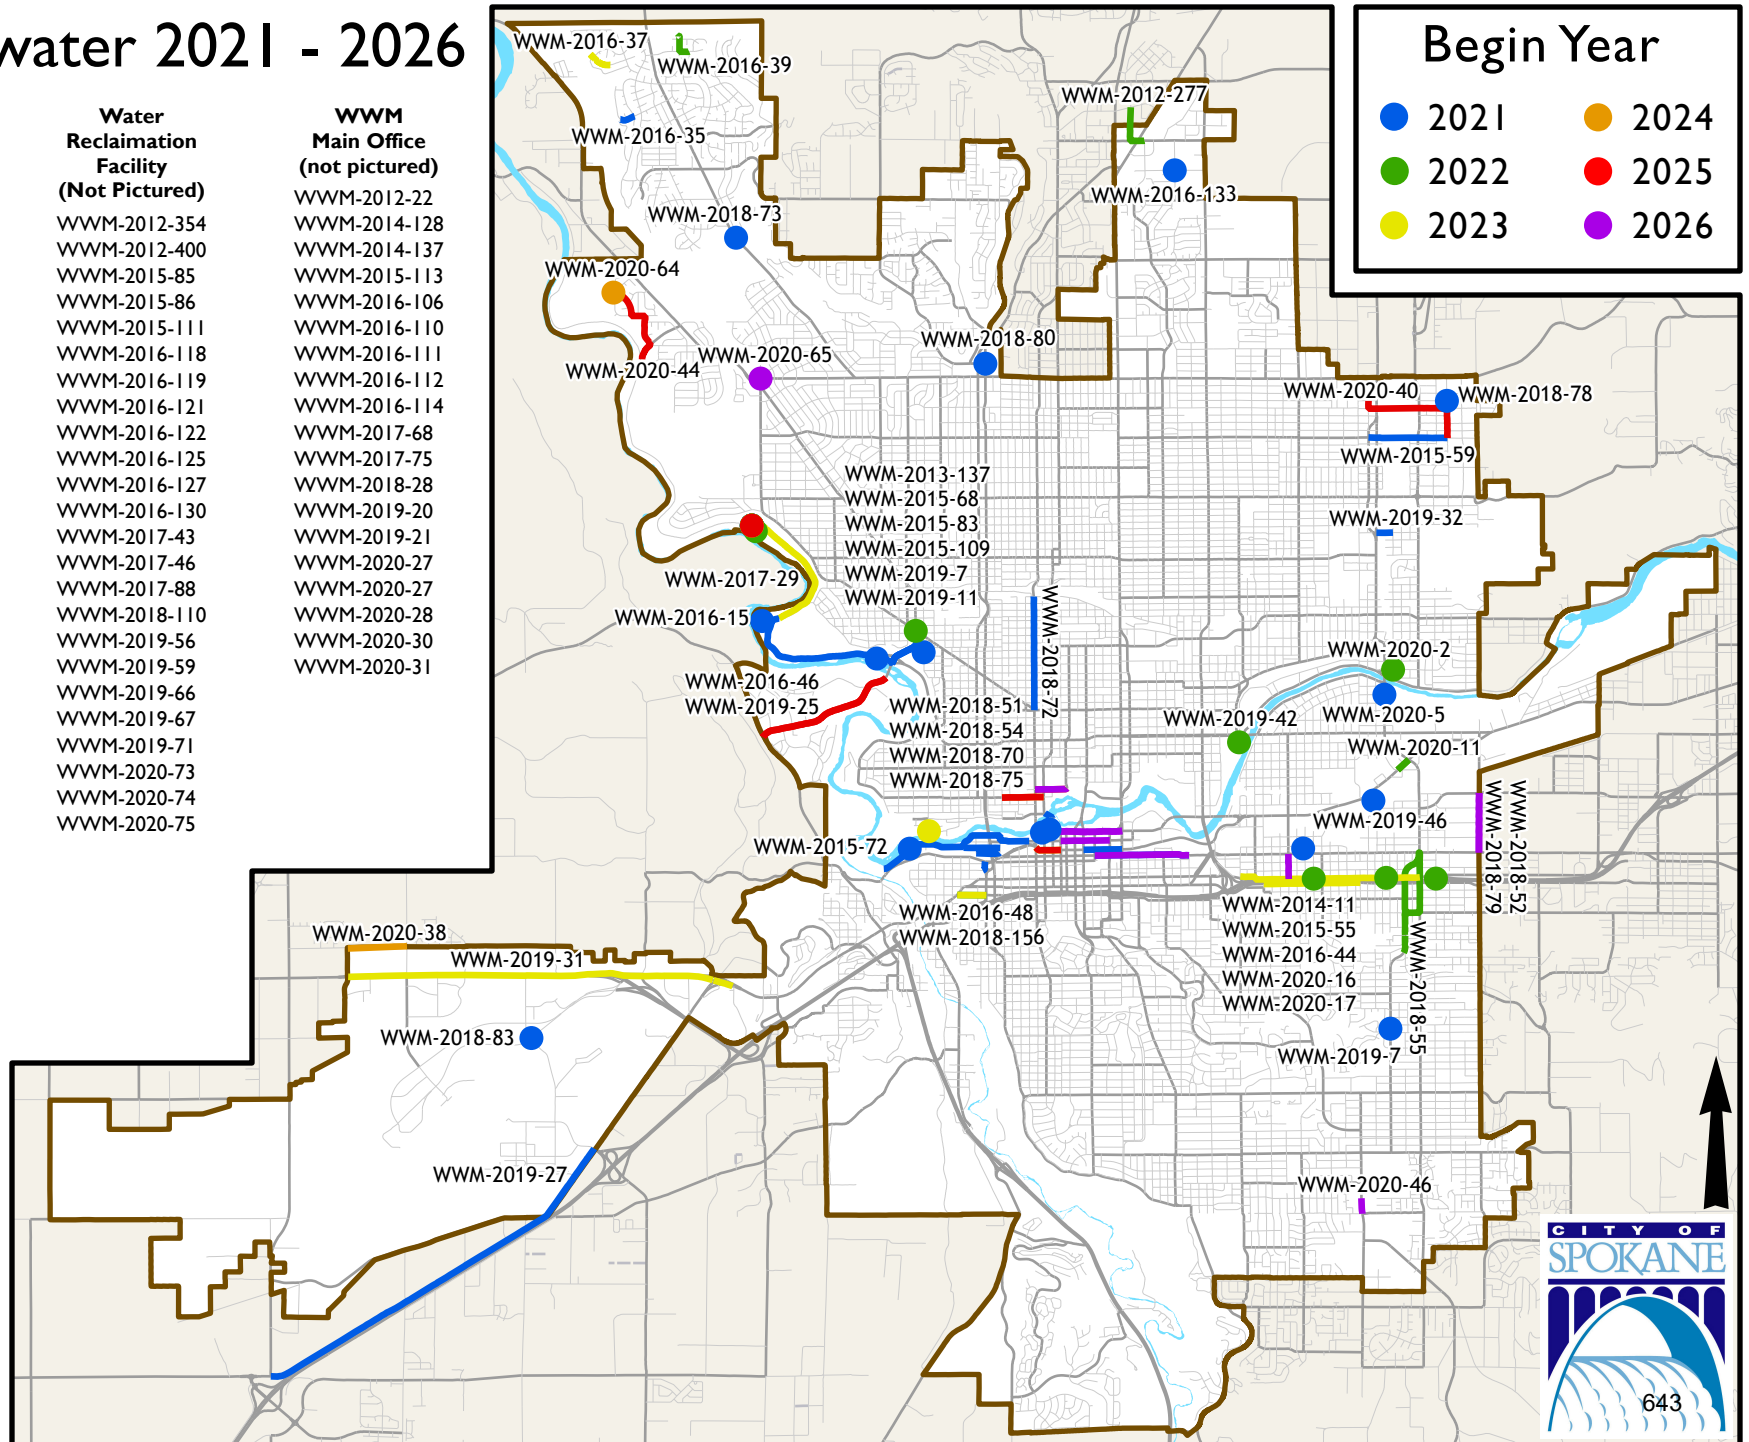 water 2021 - 2026
Water
Reclaimation
Facility
(Not Pictured)
WWM-2012-354
WWM-2012-400
WWM-2015-85
WWM-2015-86
WWM-2015-111
WWM-2016-118
WWM-2016-119
WWM-2016-121
WWM-2016-122
WWM-2016-125
WWM-2016-127
WWM-2016-130
WWM-2017-43
WWM-2017-46
WWM-2017-88
WWM-2018-110
WWM-2019-56
WWM-2019-59
WWM-2019-66
WWM-2019-67
WWM-2019-71
WWM-2020-73
WWM-2020-74
WWM-2020-75
WWM
Main Office
(not pictured)
WWM-2012-22
WWM-2014-128
WWM-2014-137
WWM-2015-113
WWM-2016-106
WWM-2016-110
WWM-2016-111
WWM-2016-112
WWM-2016-114
WWM-2017-68
WWM-2017-75
WWM-2018-28
WWM-2019-20
WWM-2019-21
WWM-2020-27
WWM-2020-27
WWM-2020-28
WWM-2020-30
WWM-2020-31
Begin Year
2021
2022
2023
2024
2025
2026
WWM-2016-37
WWM-2016-39
WWM-2016-35
WWM-2012-277
WWM-2016-133
WWM-2018-73
WWM-2020-64
WWM-2020-44
WWM-2020-65
WWM-2018-80
WWM-2020-40
WWM-2018-78
WWM-2015-59
WWM-2013-137
WWM-2015-68
WWM-2015-83
WWM-2015-109
WWM-2019-7
WWM-2019-11
WWM-2019-32
WWM-2017-29
WWM-2016-15
WWM-2018-72
WWM-2020-2
WWM-2016-46
WWM-2019-25
WWM-2018-51
WWM-2018-54
WWM-2018-70
WWM-2018-75
WWM-2019-42
WWM-2020-5
WWM-2020-11
WWM-2019-46
WWM-2018-79
WWM-2018-52
WWM-2015-72
WWM-2016-48
WWM-2018-156
WWM-2014-11
WWM-2015-55
WWM-2016-44
WWM-2020-16
WWM-2020-17
WWM-2018-55
WWM-2019-7
WWM-2020-38
WWM-2019-31
WWM-2018-83
WWM-2019-27
WWM-2020-46
CITY OF
SPOKANE
643